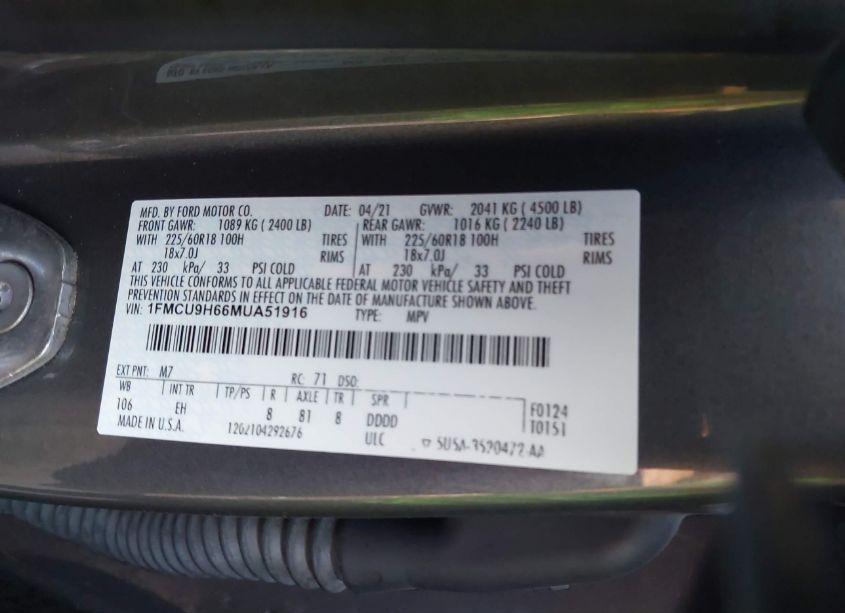 MFD. BY FORD MOTOR CO. DATE: 04/21 GVWR: 2041 KG ( 4500 LB)
FRONT GAWR: 1089 KG ( 2400 LB) REAR GAWR: 1016 KG ( 2240 LB)
WITH 225/60R18 100H TIRES WITH 225/60R18 100H TIRES
18x7.0J RIMS 18x7.0J RIMS
AT 230 kPa/ 33 PSI COLD AT 230 kPa/ 33 PSI COLD
THIS VEHICLE CONFORMS TO ALL APPLICABLE FEDERAL MOTOR VEHICLE SAFETY AND THEFT
PREVENTION STANDARDS IN EFFECT ON THE DATE OF MANUFACTURE SHOWN ABOVE.
VIN: 1FMCU9H66MUA51916 TYPE: MPV
EXT PNT: M7 RC: 71 DSO:
WB INT TR TP/PS R AXLE TR SPR
106 EH 8 81 8 DDDD F0124
MADE IN U.S.A. 1202104292676 ULC T0151
5U5A-3520472-AA